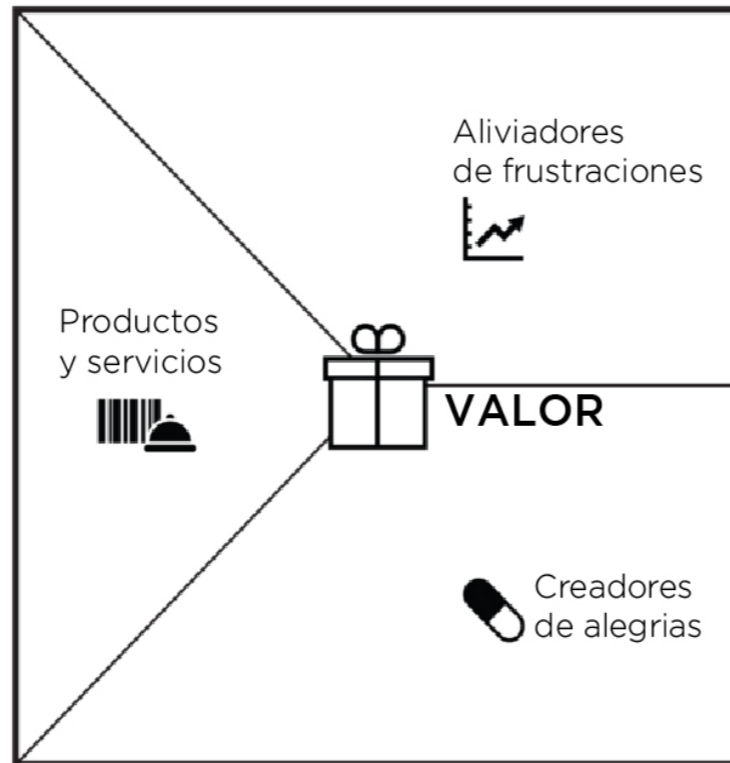 Aliviadores
de frustraciones
Productos
y servicios
VALOR
Creadores
de alegrias